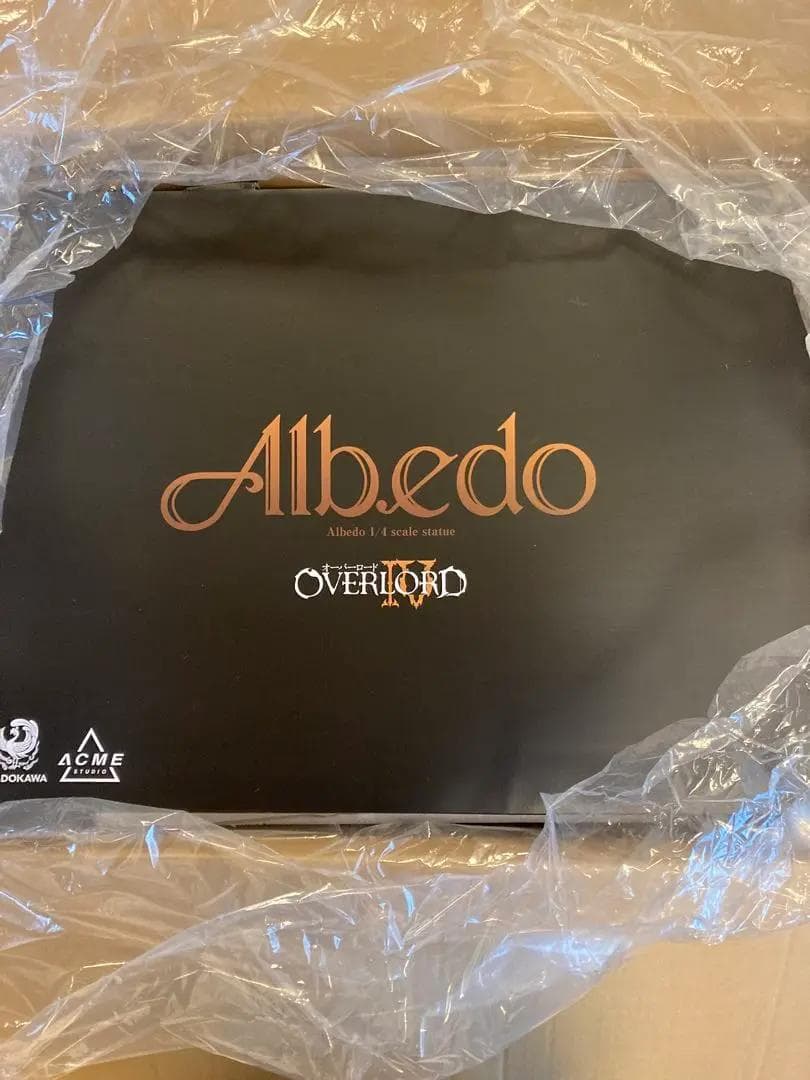 Albedo
Albedo 1/4 scale statue
オーバーロード
OVERLORD IV
DOKAWA
ACME
STUDIO